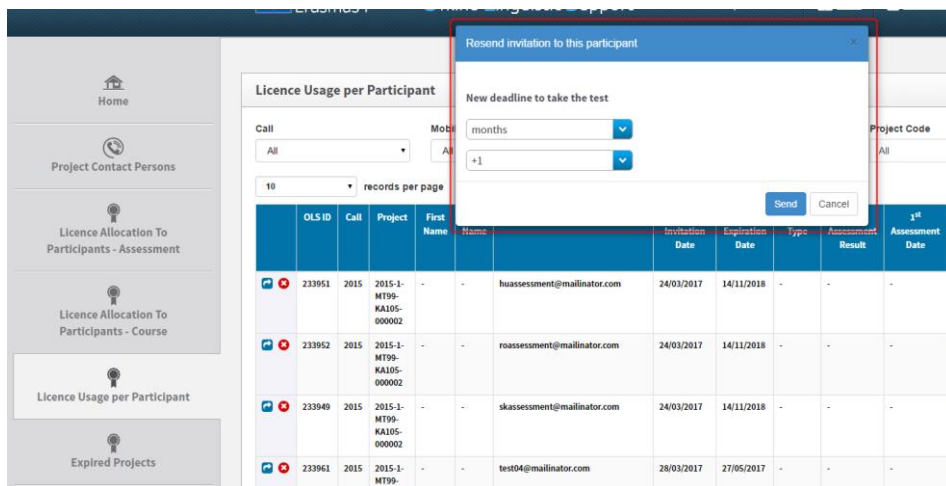 Resend invitation to this participant
×
New deadline to take the test
months
+1
Send
Cancel
Home
Project Contact Persons
Licence Allocation To
Participants - Assessment
Licence Allocation To
Participants - Course
Licence Usage per Participant
Expired Projects
Licence Usage per Participant
Call
Project Code
All
All
10
records per page
OLS ID
Call
Project
First
Name
Name
Invitation
Date
Expiration
Date
Type
Assessment
Result
1st
Assessment
Date
233951 2015 2015-1- - - huassessment@mailinator.com 24/03/2017 14/11/2018 - - -
MT99-
KA105-
000002
233952 2015 2015-1- - - roassessment@mailinator.com 24/03/2017 14/11/2018 - - -
MT99-
KA105-
000002
233949 2015 2015-1- - - skassessment@mailinator.com 24/03/2017 14/11/2018 - - -
MT99-
KA105-
000002
233961 2015 2015-1- - - test04@mailinator.com 28/03/2017 27/05/2017 - - -
MT99-